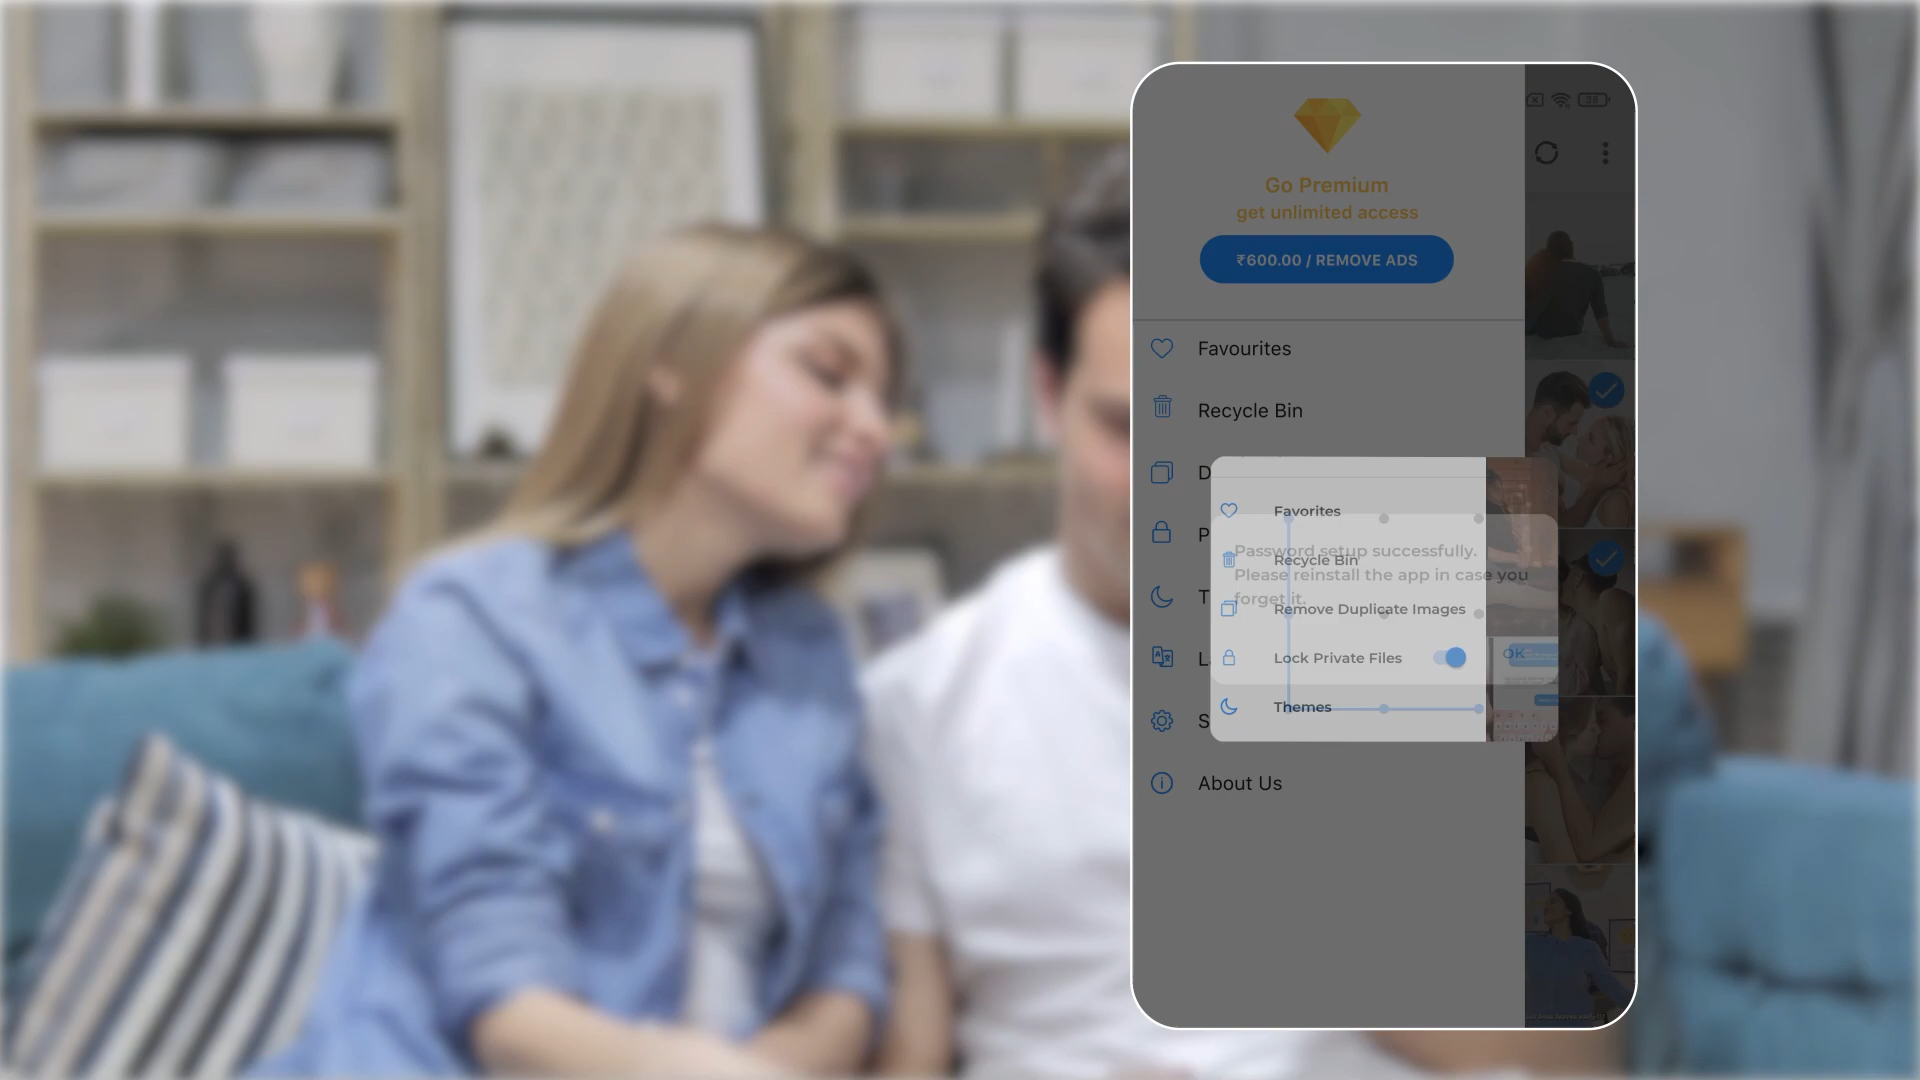 38
Go Premium
get unlimited access
₹600.00 / REMOVE ADS
Favourites
Recycle Bin
D
P
T
L
S
About Us
Favorites
Recycle Bin
Remove Duplicate Images
Lock Private Files
Themes
Password setup successfully.
Please reinstall the app in case you
forget it.
OK